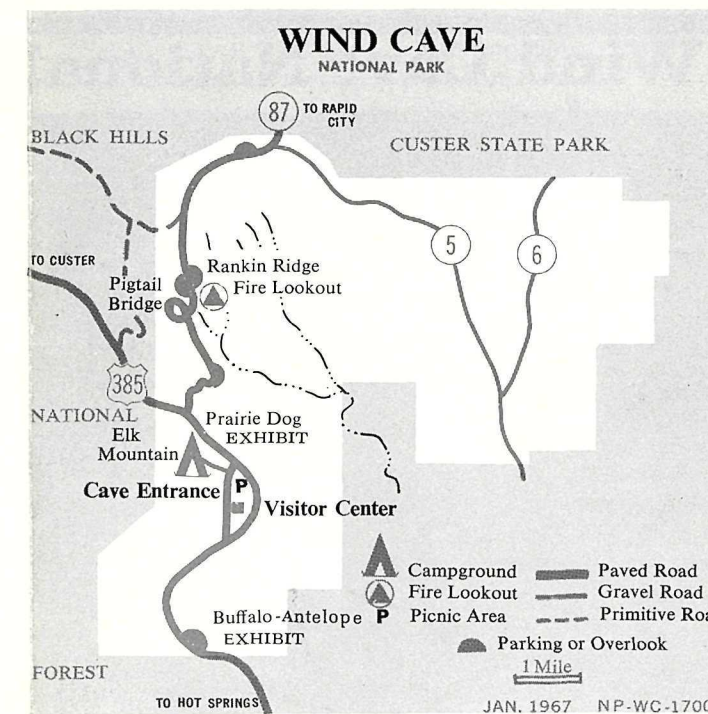 WIND CAVE
NATIONAL PARK
87
TO RAPID
CITY
BLACK HILLS
CUSTER STATE PARK
5
6
TO CUSTER
Rankin Ridge
Fire Lookout
Pigtail
Bridge
385
NATIONAL
Prairie Dog
EXHIBIT
Elk
Mountain
Cave Entrance
P
Visitor Center
Campground
Paved Road
Fire Lookout
Gravel Road
P
Picnic Area
Primitive Roa
Buffalo-Antelope
EXHIBIT
Parking or Overlook
1 Mile
FOREST
TO HOT SPRINGS
JAN. 1967 NP-WC-1700